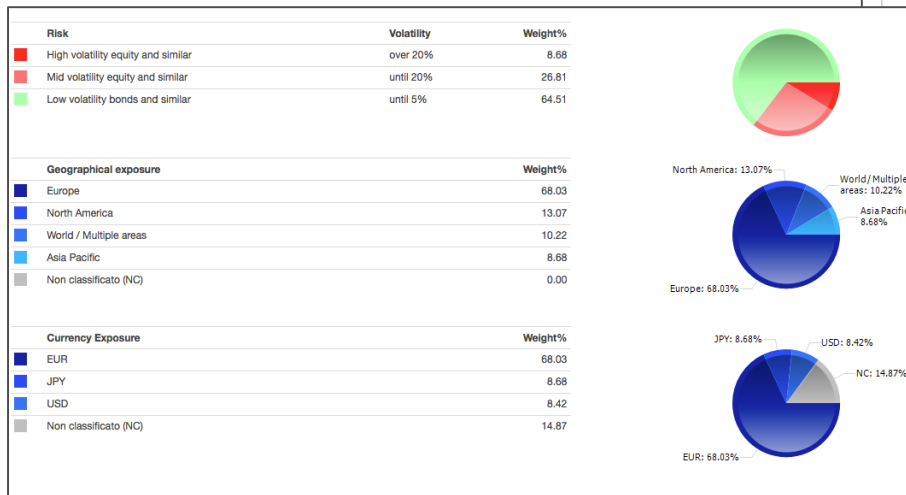 Risk Volatility Weight%
High volatility equity and similar over 20% 8.68
Mid volatility equity and similar until 20% 26.81
Low volatility bonds and similar until 5% 64.51
Geographical exposure Weight%
Europe 68.03
North America 13.07
World / Multiple areas 10.22
Asia Pacific 8.68
Non classificato (NC) 0.00
North America: 13.07%
World/ Multiple
areas: 10.22%
Asia Pacific
8.68%
Europe: 68.03%
Currency Exposure Weight%
EUR 68.03
JPY 8.68
USD 8.42
Non classificato (NC) 14.87
JPY: 8.68%
USD: 8.42%
NC: 14.87%
EUR: 68.03%